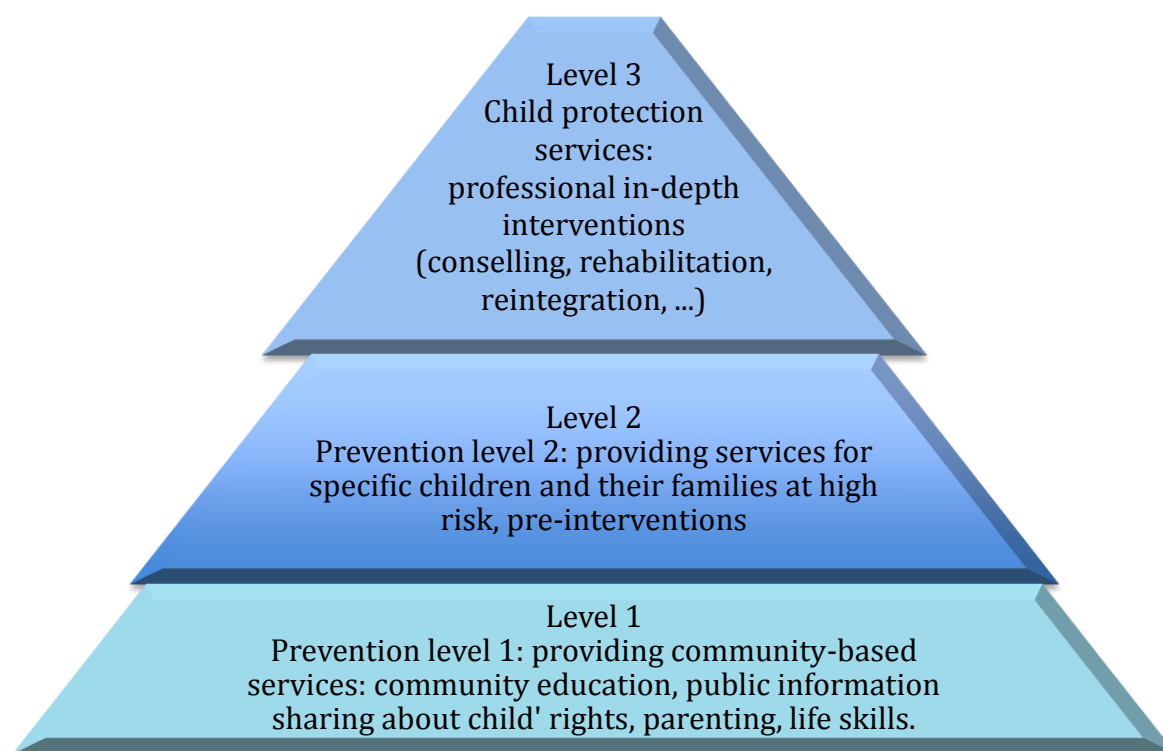 Level 3
Child protection
services:
professional in-depth
interventions
(conselling, rehabilitation,
reintegration, ...)
Level 2
Prevention level 2: providing services for
specific children and their families at high
risk, pre-interventions
Level 1
Prevention level 1: providing community-based
services: community education, public information
sharing about child' rights, parenting, life skills.